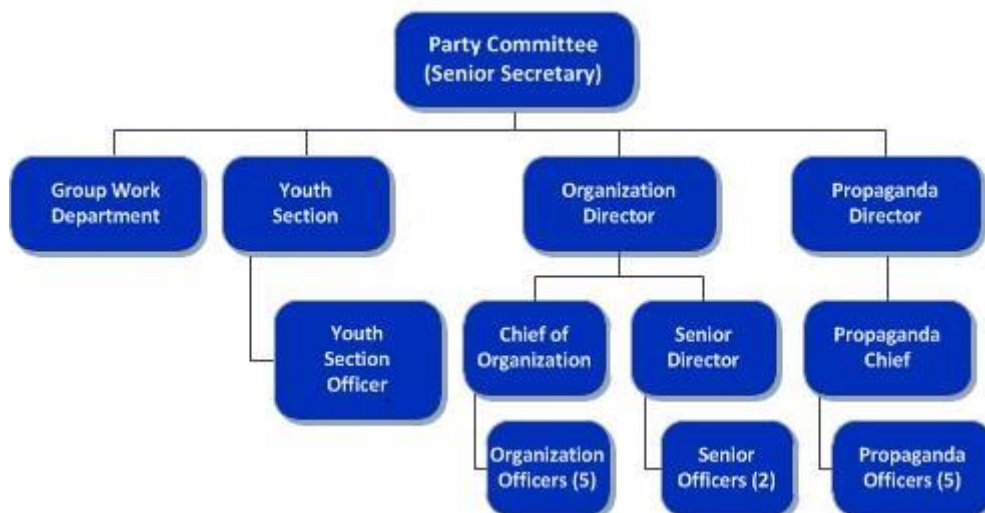 Party Committee
(Senior Secretary)
Group Work
Department
Youth
Section
Organization
Director
Propaganda
Director
Youth
Section
Officer
Chief of
Organization
Senior
Director
Propaganda
Chief
Organization
Officers (5)
Senior
Officers (2)
Propaganda
Officers (5)